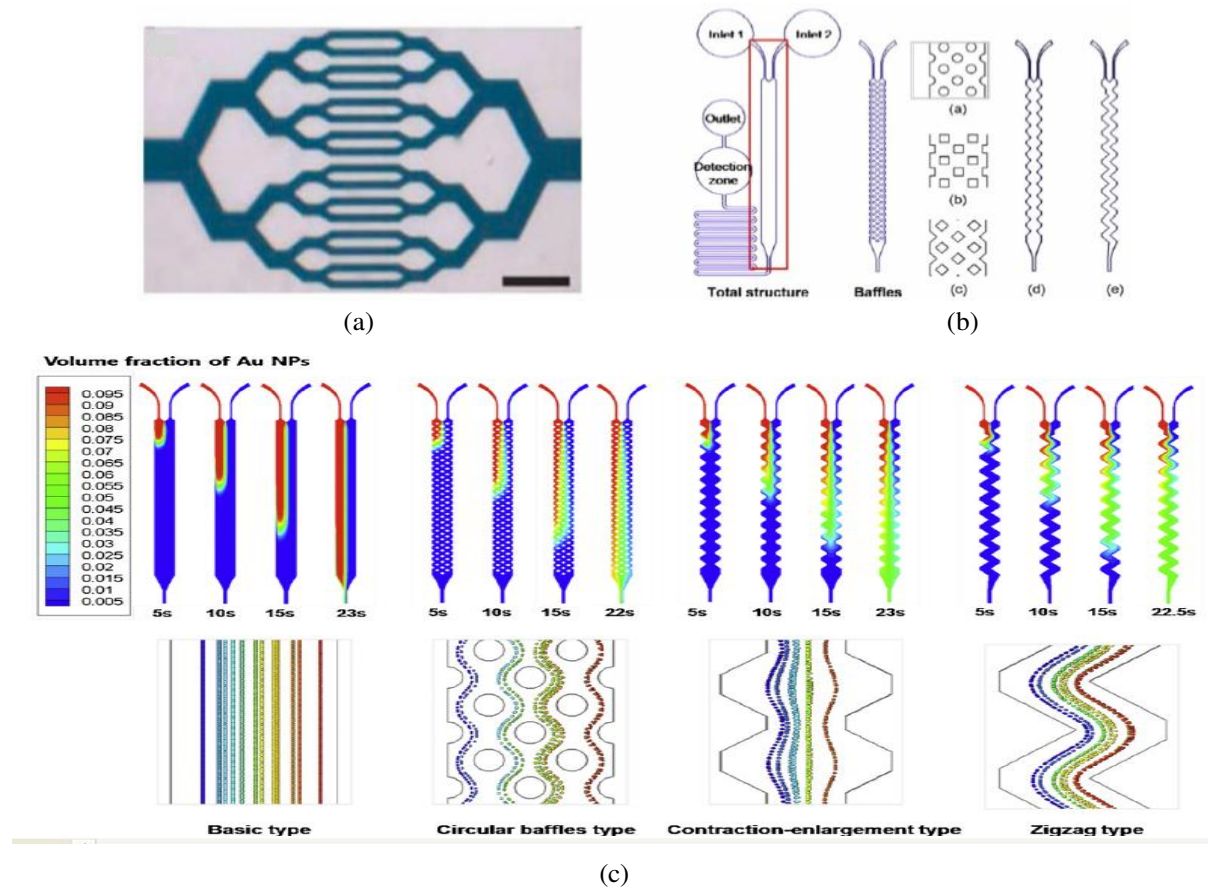 Inlet 1
Inlet 2
Outlet
Detection
zone
(a)
(b)
(c)
Total structure
Baffles
(d)
(e)
(a)
(b)
Volume fraction of Au NPs
0.095
0.09
0.085
0.08
0.075
0.07
0.065
0.06
0.055
0.05
0.045
0.04
0.035
0.03
0.025
0.02
0.015
0.01
0.005
5s 10s 15s 23s
5s 10s 15s 22s
5s 10s 15s 23s
5s 10s 15s 22.5s
Basic type
Circular baffles type
Contraction-enlargement type
Zigzag type
(c)